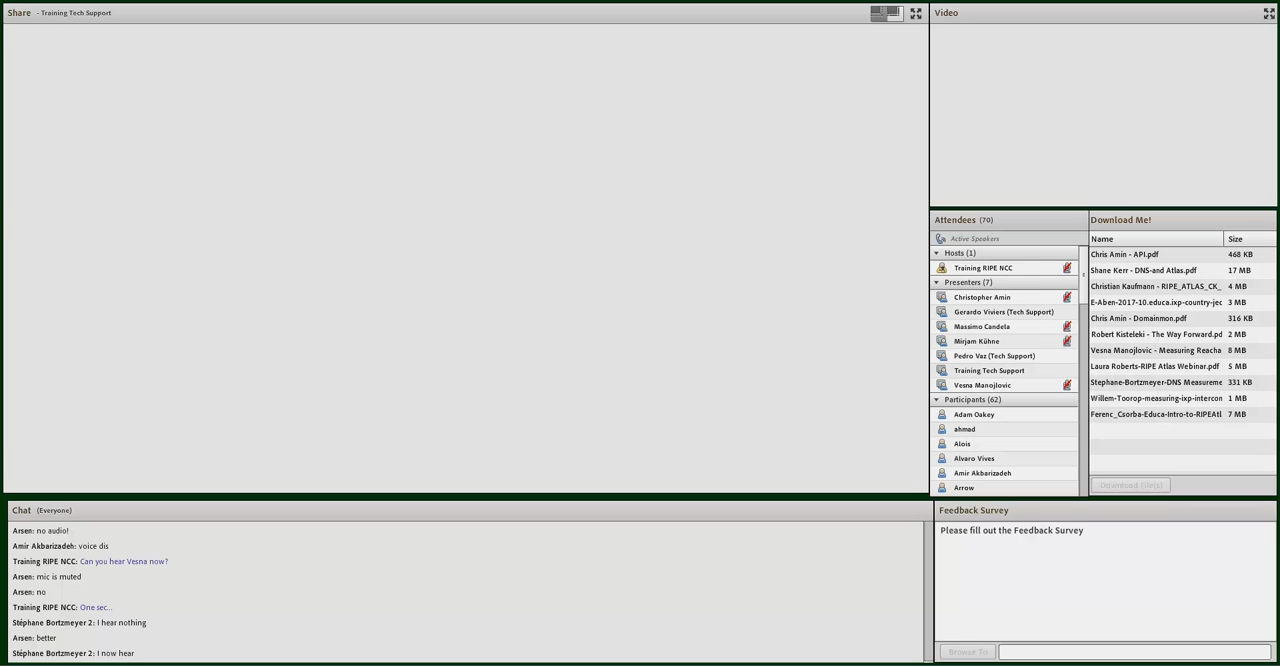 Share - Training Tech Support
Video
Attendees (70)
Active Speakers
Hosts (1)
Training RIPE NCC
Presenters (7)
Christopher Amin
Gerardo Viviers (Tech Support)
Massimo Candela
Mirjam Kühne
Pedro Vaz (Tech Support)
Training Tech Support
Vesna Manojlovic
Participants (62)
Adam Oakey
ahmad
Alois
Alvaro Vives
Amir Akbarizadeh
Arrow
Download Me!
Name Size
Chris Amin - API.pdf 468 KB
Shane Kerr - DNS-and Atlas.pdf 17 MB
Christian Kaufmann - RIPE_ATLAS_CK_ 4 MB
E-Aben-2017-10.educa.ixp-country-jec 3 MB
Chris Amin - Domainmon.pdf 316 KB
Robert Kisteleki - The Way Forward.pd 2 MB
Vesna Manojlovic - Measuring Reacha 8 MB
Laura Roberts-RIPE Atlas Webinar.pdf 5 MB
Stephane-Bortzmeyer-DNS Measureme 331 KB
Willem-Toorop-measuring-ixp-intercon 1 MB
Ferenc_Csorba-Educa-Intro-to-RIPEAtl 7 MB
Download File(s)
Chat (Everyone)
Arsen: no audio!
Amir Akbarizadeh: voice dis
Training RIPE NCC: Can you hear Vesna now?
Arsen: mic is muted
Arsen: no
Training RIPE NCC: One sec...
Stéphane Bortzmeyer 2: I hear nothing
Arsen: better
Stéphane Bortzmeyer 2: I now hear
Feedback Survey
Please fill out the Feedback Survey
Browse To